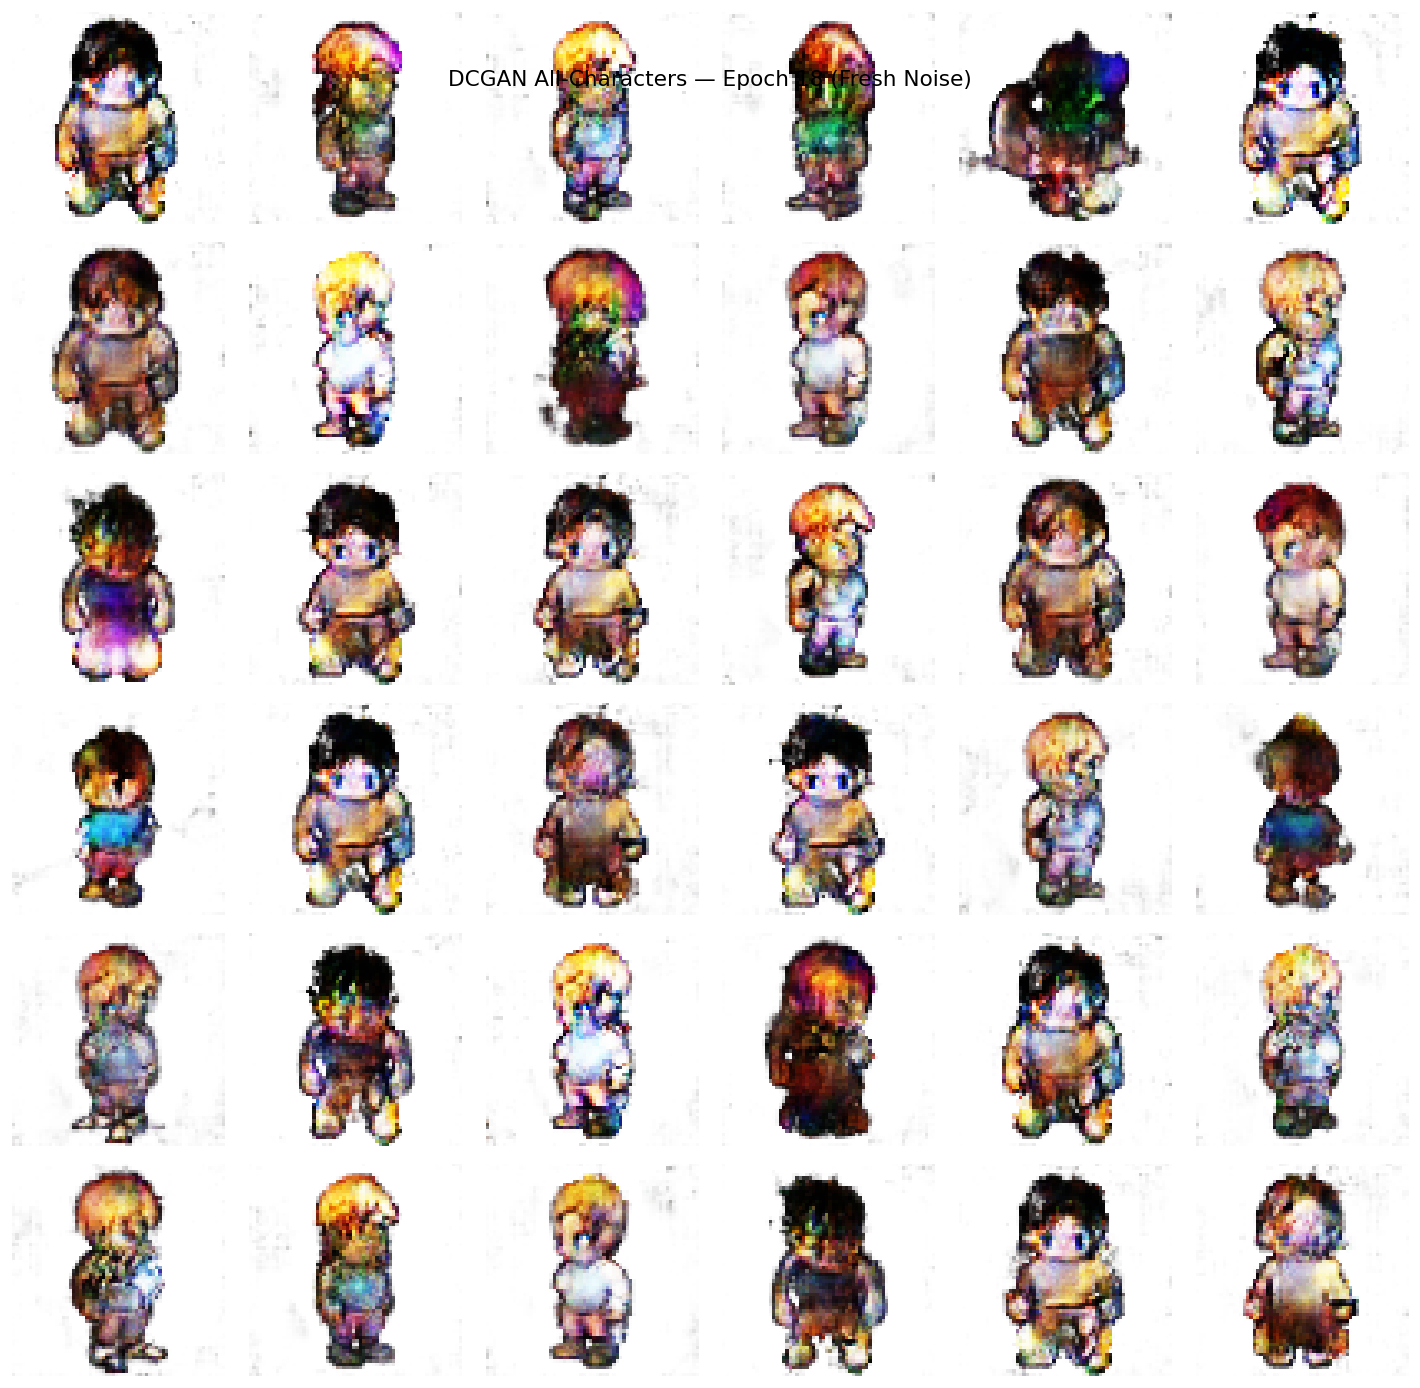 DCGAN All Characters — Epoch (Fresh Noise)